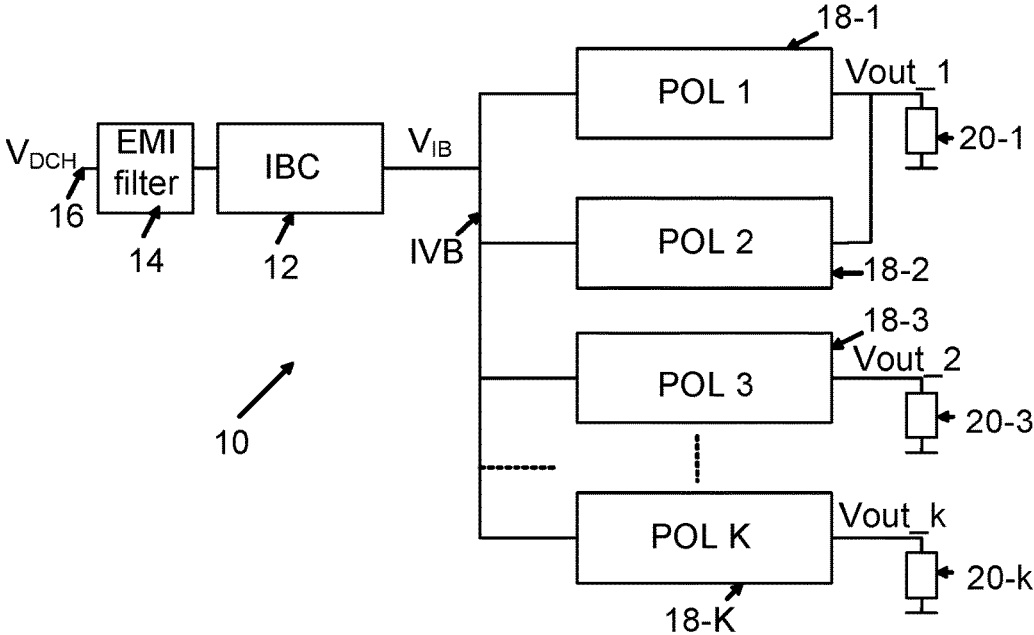 18-1
POL 1
Vout_1
20-1
V_DCH
EMI
filter
IBC
V_IB
16
14
12
IVB
POL 2
18-2
18-3
POL 3
Vout_2
20-3
10
POL K
Vout_k
20-k
18-K